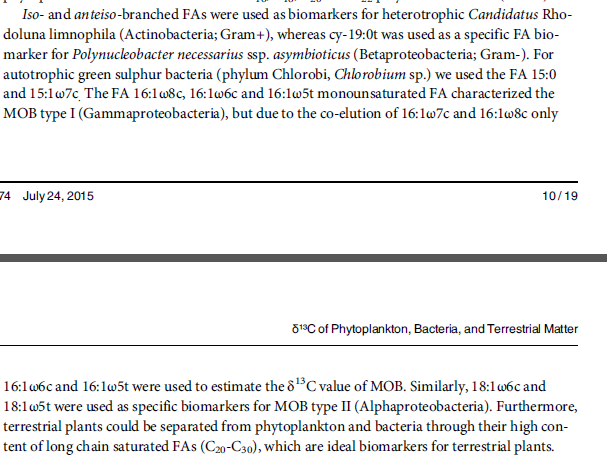 Iso- and anteiso-branched FAs were used as biomarkers for heterotrophic Candidatus Rho-
doluna limnophila (Actinobacteria; Gram+), whereas cy-19:0t was used as a specific FA bio-
marker for Polynucleobacter necessarius ssp. asymbioticus (Betaproteobacteria; Gram-). For
autotrophic green sulphur bacteria (phylum Chlorobi, Chlorobium sp.) we used the FA 15:0
and 15:1ω7c. The FA 16:1ω8c, 16:1ω6c and 16:1ω5t monounsaturated FA characterized the
MOB type I (Gammaproteobacteria), but due to the co-elution of 16:1ω7c and 16:1ω8c only
74 July 24, 2015 10 / 19
δ¹³C of Phytoplankton, Bacteria, and Terrestrial Matter
16:1ω6c and 16:1ω5t were used to estimate the δ¹³C value of MOB. Similarly, 18:1ω6c and
18:1ω5t were used as specific biomarkers for MOB type II (Alphaproteobacteria). Furthermore,
terrestrial plants could be separated from phytoplankton and bacteria through their high con-
tent of long chain saturated FAs (C₂₀-C₃₀), which are ideal biomarkers for terrestrial plants.